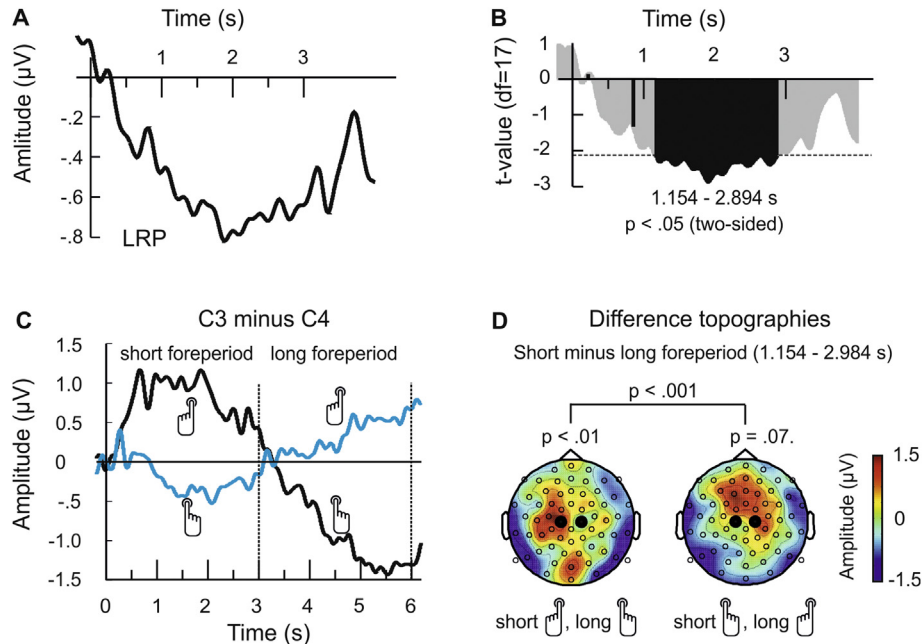 A
Time (s)
1 2 3
Amlitude (µV)
-.2
-.4
-.6
-.8
LRP
B
Time (s)
1 2 3
t-value (df=17)
1
0
-1
-2
-3
1.154 - 2.894 s
p < .05 (two-sided)
C
C3 minus C4
short foreperiod
long foreperiod
Amplitude (µV)
1.5
1.0
0.5
0
-.5
-1.0
-1.5
0 1 2 3 4 5 6
Time (s)
D
Difference topographies
Short minus long foreperiod (1.154 - 2.984 s)
p < .001
p < .01
p = .07.
short , long
short , long
Amplitude (µV)
1.5
0
-1.5